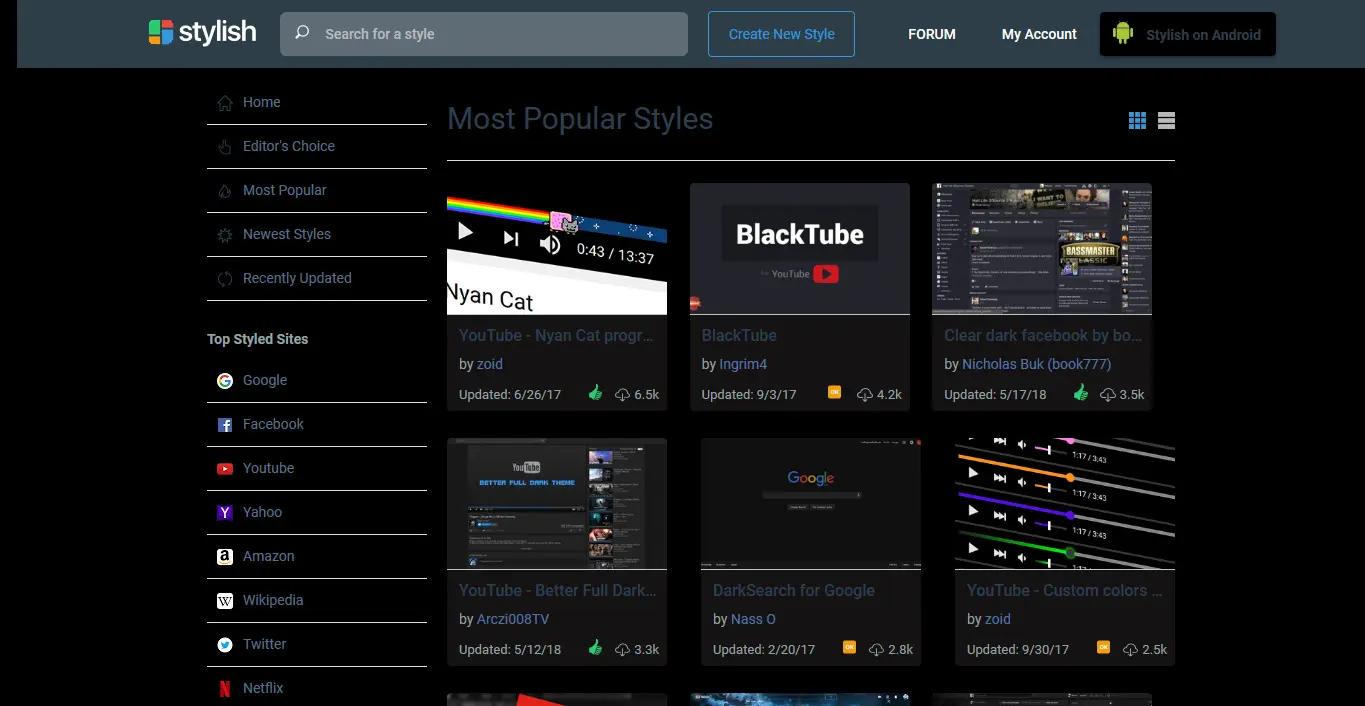 stylish
Search for a style
Create New Style
FORUM
My Account
Stylish on Android
Home
Editor's Choice
Most Popular
Newest Styles
Recently Updated
Top Styled Sites
Google
Facebook
Youtube
Yahoo
Amazon
Wikipedia
Twitter
Netflix
Most Popular Styles
0:43 / 13:37
Nyan Cat
YouTube - Nyan Cat progr...
by zoid
Updated: 6/26/17
6.5k
BlackTube
by YouTube
BlackTube
by Ingrim4
Updated: 9/3/17
OK
4.2k
BASSMASTER
CLASSIC
Clear dark facebook by bo...
by Nicholas Buk (book777)
Updated: 5/17/18
3.5k
YouTube
BETTER FULL DARK THEME
YouTube - Better Full Dark...
by Arczi008TV
Updated: 5/12/18
3.3k
Google
DarkSearch for Google
by Nass O
Updated: 2/20/17
OK
2.8k
1:17 / 3:43
1:17 / 3:43
1:17 / 3:43
1:17 / 3:43
YouTube - Custom colors ...
by zoid
Updated: 9/30/17
OK
2.5k